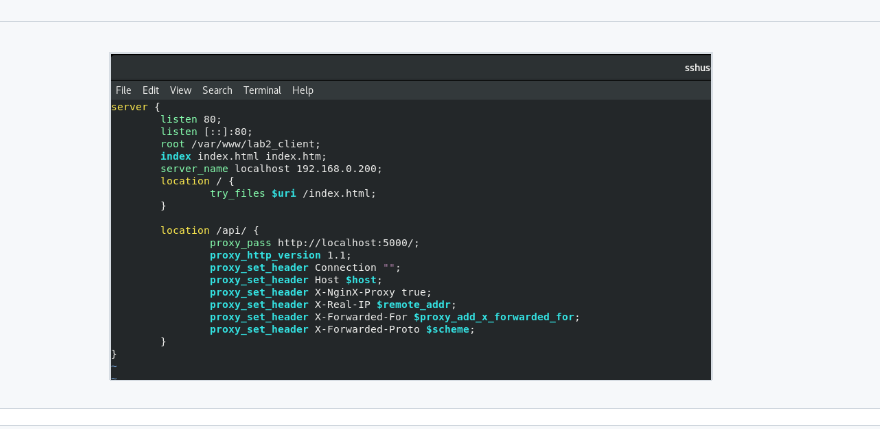 sshus
File Edit View Search Terminal Help
server {
        listen 80;
        listen [::]:80;
        root /var/www/lab2_client;
        index index.html index.htm;
        server_name localhost 192.168.0.200;
        location / {
                try_files $uri /index.html;
        }

        location /api/ {
                proxy_pass http://localhost:5000/;
                proxy_http_version 1.1;
                proxy_set_header Connection "";
                proxy_set_header Host $host;
                proxy_set_header X-NginX-Proxy true;
                proxy_set_header X-Real-IP $remote_addr;
                proxy_set_header X-Forwarded-For $proxy_add_x_forwarded_for;
                proxy_set_header X-Forwarded-Proto $scheme;
        }
}
~
~